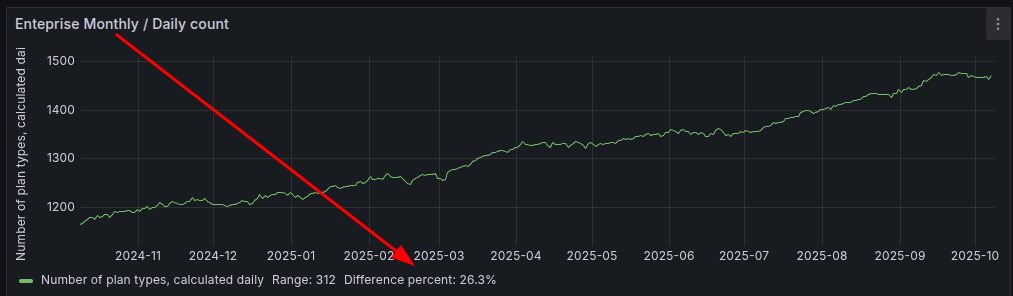 Enteprise Monthly / Daily count
Number of plan types, calculated dai
1500
1400
1300
1200
2024-11 2024-12 2025-01 2025-02 2025-03 2025-04 2025-05 2025-06 2025-07 2025-08 2025-09 2025-10
Number of plan types, calculated daily Range: 312 Difference percent: 26.3%